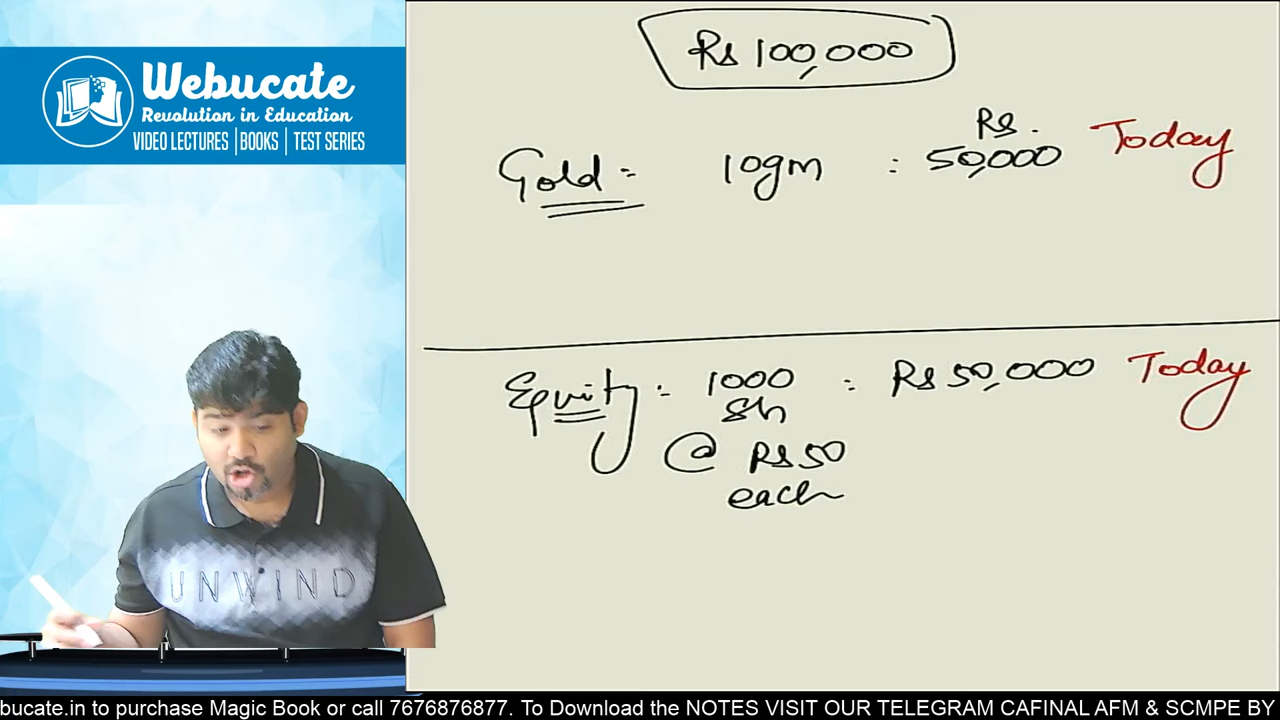 Webucate
Revolution in Education
VIDEO LECTURES | BOOKS | TEST SERIES
Rs 100,000
Gold = 10gm : Rs. 50,000 Today
Equity = 1000 Sh @ Rs 50 each = Rs 50,000 Today
UNWIND
bucate.in to purchase Magic Book or call 7676876877. To Download the NOTES VISIT OUR TELEGRAM CAFINAL AFM & SCMPE BY